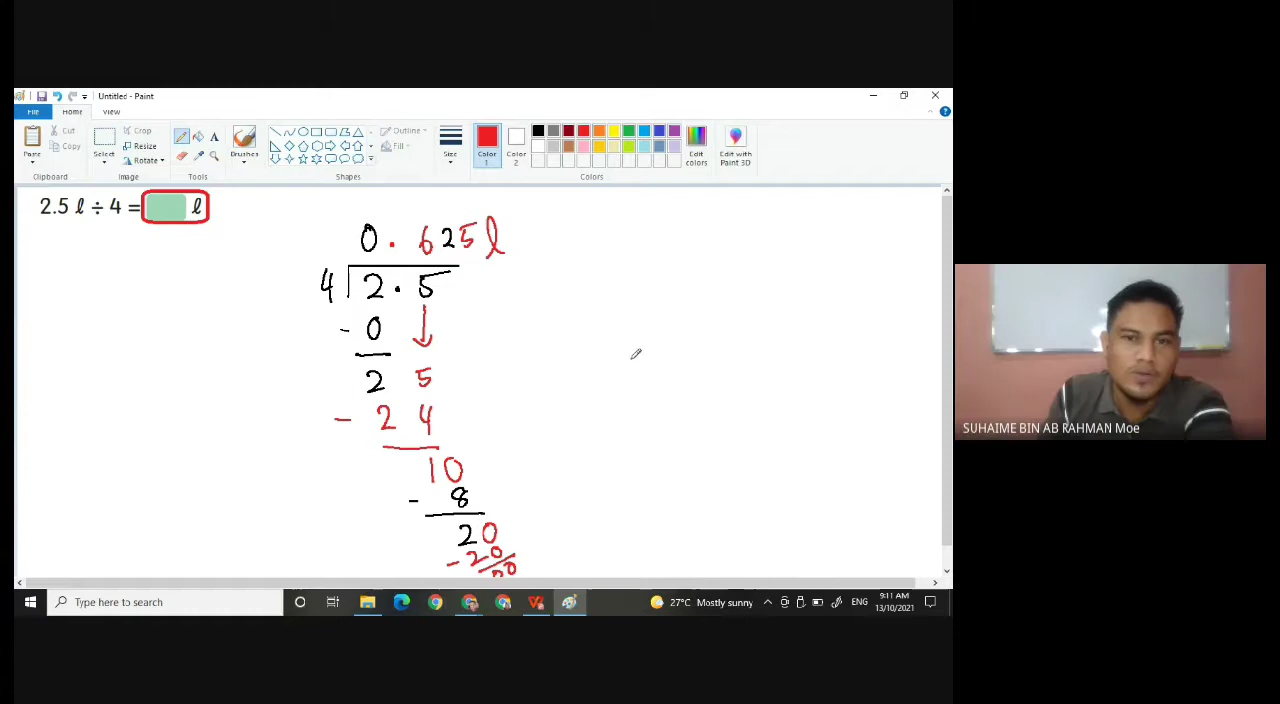 Untitled - Paint
File Home View
Paste
Cut
Copy
Clipboard
Select
Crop
Resize
Rotate
Image
Tools
Brushes
Shapes
Outline
Fill
Size
Color 1
Color 2
Colors
Edit colors
Edit with Paint 3D
2.5 ℓ ÷ 4 = ℓ
0.625 l
4 2.5
- 0
2 5
- 2 4
10
- 8
20
- 20
00
SUHAIME BIN AB RAHMAN Moe
Type here to search
27°C Mostly sunny
ENG
9:11 AM
13/10/2021